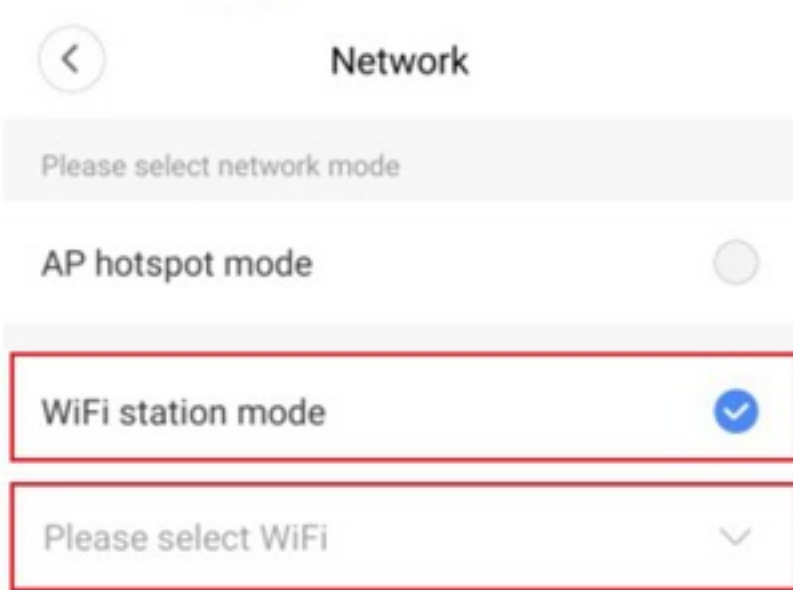 Network
Please select network mode
AP hotspot mode
WiFi station mode
Please select WiFi